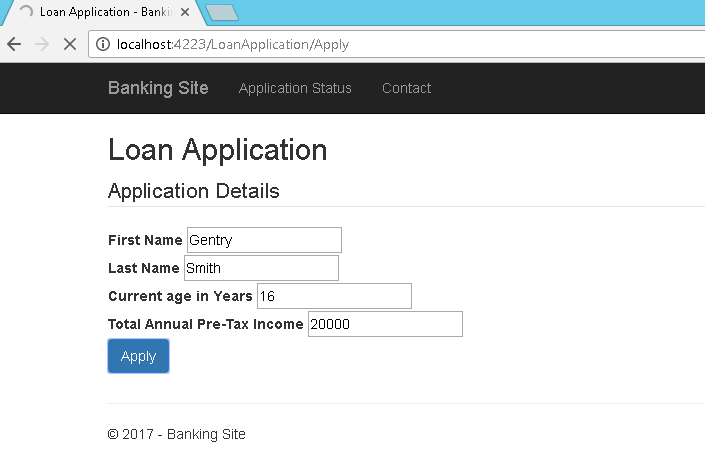 Loan Application - Banki
localhost:4223/LoanApplication/Apply
Banking Site Application Status Contact
Loan Application
Application Details
First Name Gentry
Last Name Smith
Current age in Years 16
Total Annual Pre-Tax Income 20000
Apply
© 2017 - Banking Site